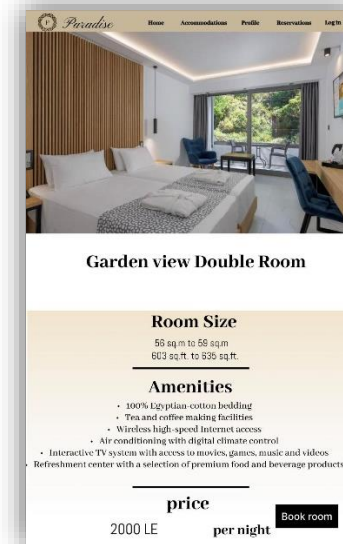 P Paradise Home Accommodations Profile Reservations Log in
Garden view Double Room
Room Size
56 sq.m to 59 sq.m
603 sq.ft. to 635 sq.ft.
Amenities
• 100% Egyptian-cotton bedding
• Tea and coffee making facilities
• Wireless high-speed Internet access
• Air conditioning with digital climate control
• Interactive TV system with access to movies, games, music and videos
• Refreshment center with a selection of premium food and beverage products
price
Book room
2000 LE per night